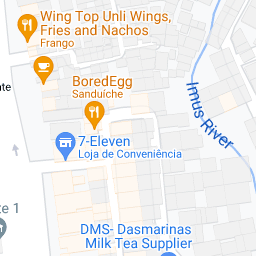 Wing Top Unli Wings,
Fries and Nachos
Frango
BoredEgg
Sanduíche
Imus River
7-Eleven
Loja de Conveniência
DMS- Dasmarinas
Milk Tea Supplier